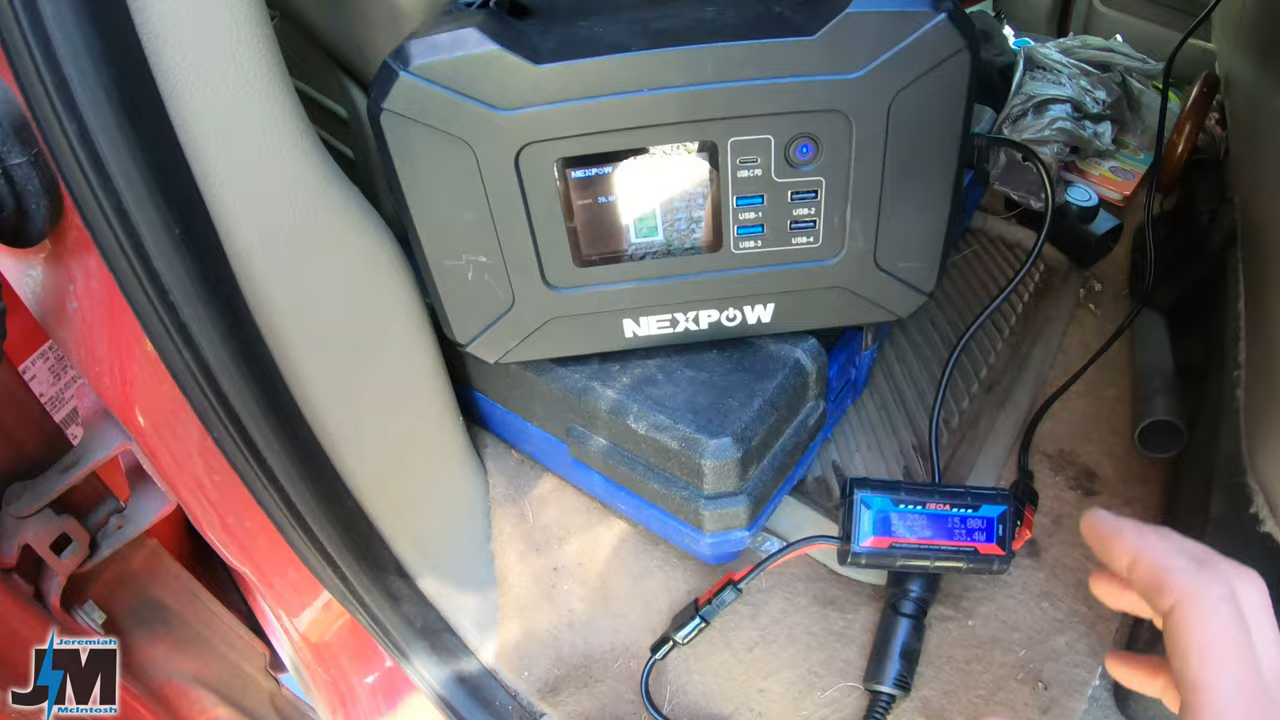 NEXPOW
USB-C PD
USB-1
USB-2
USB-3
USB-4
NEXPOW
150A
15.00V
33.4W
Jeremiah
JM
McIntosh